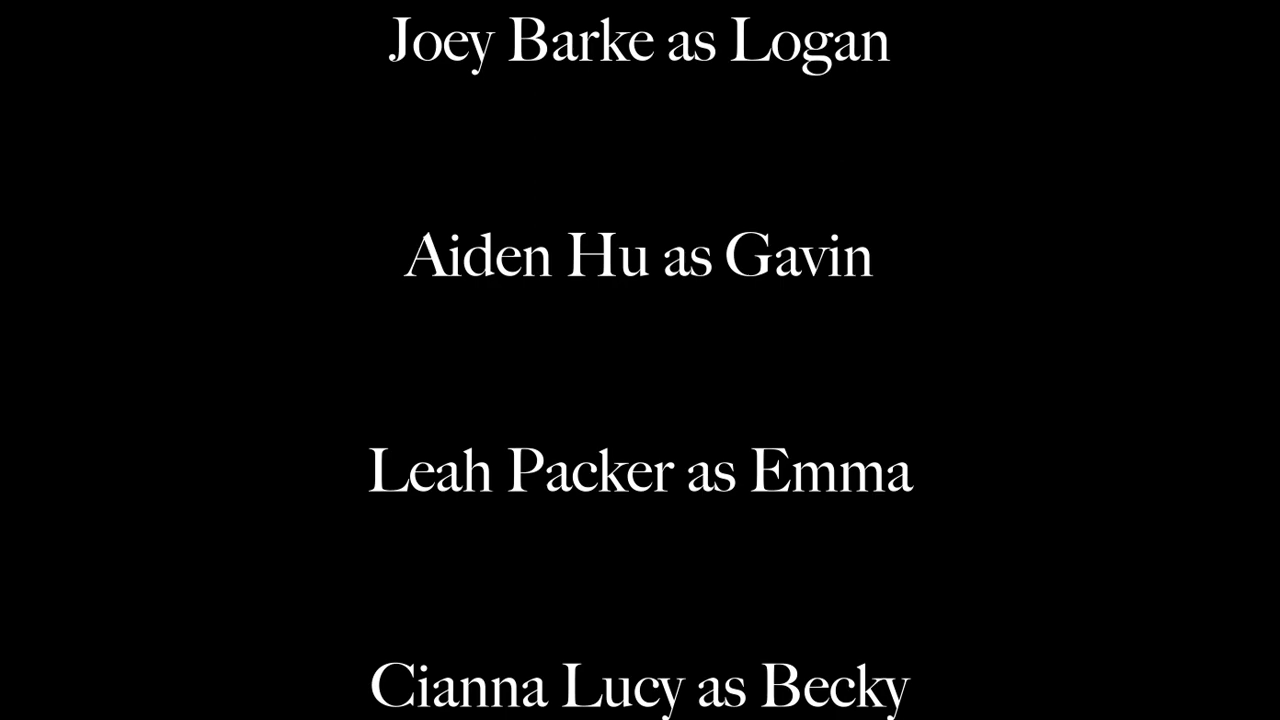 Joey Barke as Logan
Aiden Hu as Gavin
Leah Packer as Emma
Cianna Lucy as Becky